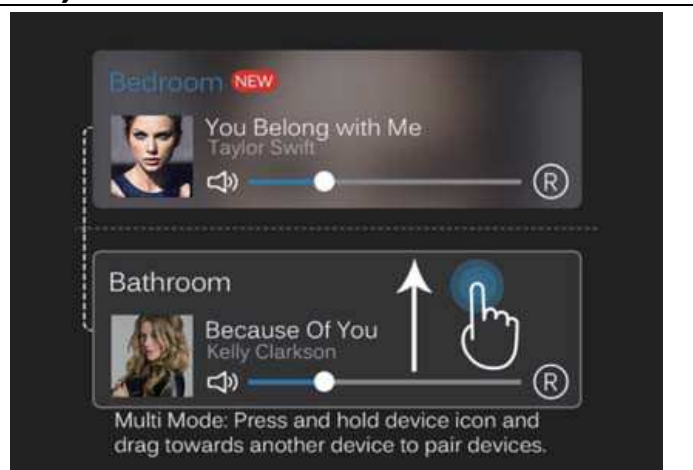 Bedroom NEW
You Belong with Me
Taylor Swift
R
Bathroom
Because Of You
Kelly Clarkson
R
Multi Mode: Press and hold device icon and
drag towards another device to pair devices.